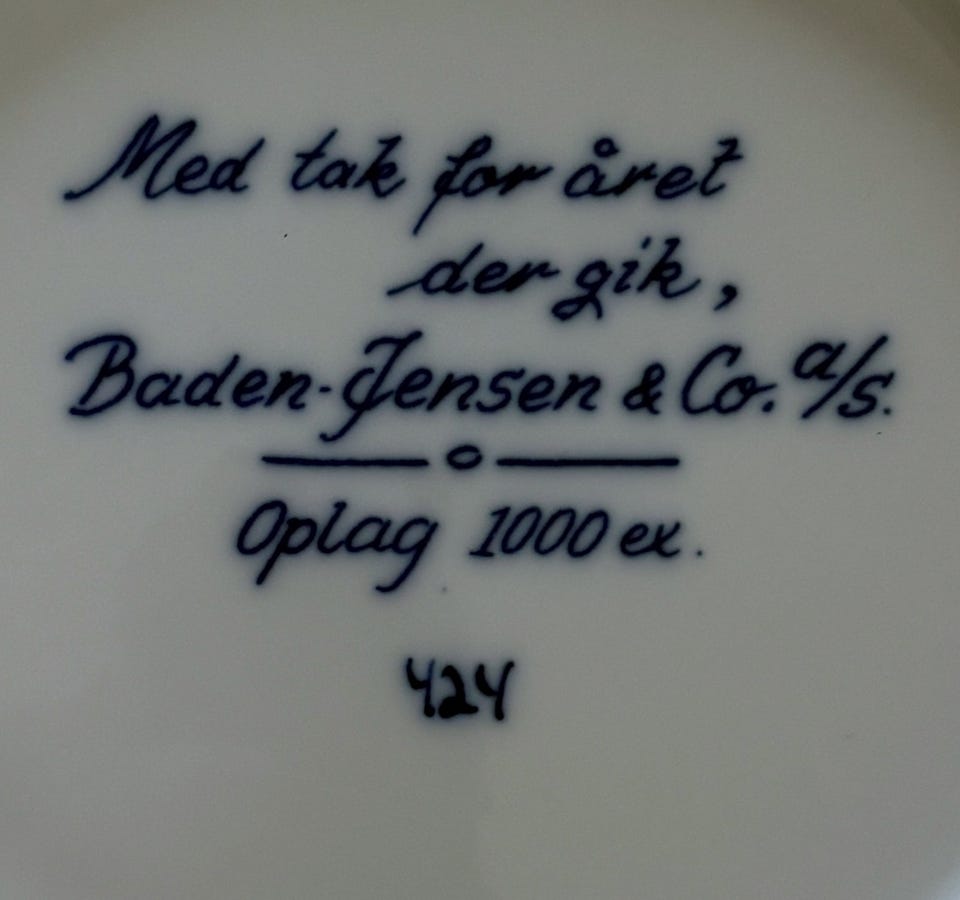 Med tak for året
der gik,
Baden-Jensen & Co. a/s.
Oplag 1000 ex.
424